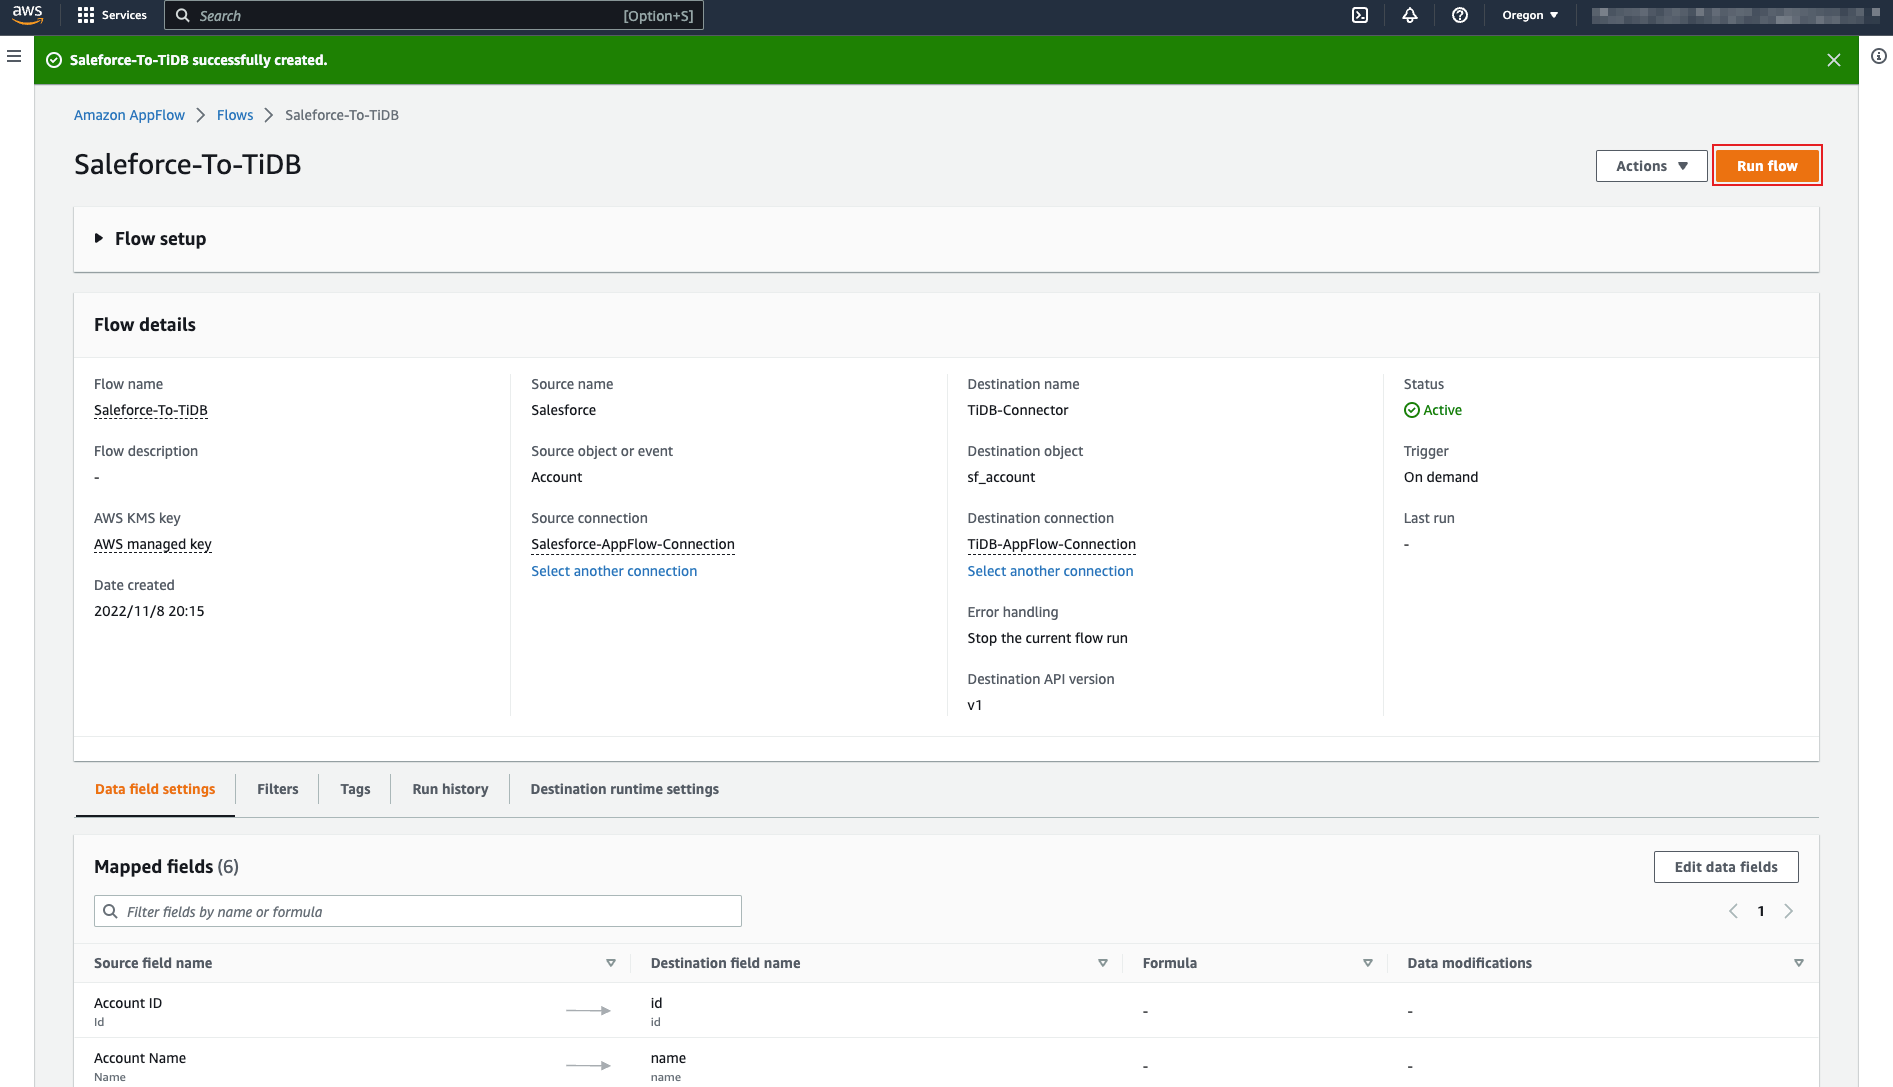 aws
Services
Search
[Option+S]
Oregon
Saleforce-To-TiDB successfully created.
Amazon AppFlow
Flows
Saleforce-To-TiDB
Saleforce-To-TiDB
Actions
Run flow
Flow setup
Flow details
Flow name
Saleforce-To-TiDB
Flow description
-
AWS KMS key
AWS managed key
Date created
2022/11/8 20:15
Source name
Salesforce
Source object or event
Account
Source connection
Salesforce-AppFlow-Connection
Select another connection
Destination name
TiDB-Connector
Destination object
sf_account
Destination connection
TiDB-AppFlow-Connection
Select another connection
Error handling
Stop the current flow run
Destination API version
v1
Status
Active
Trigger
On demand
Last run
-
Data field settings
Filters
Tags
Run history
Destination runtime settings
Mapped fields (6)
Edit data fields
Filter fields by name or formula
1
Source field name
Destination field name
Formula
Data modifications
Account ID
Id
id
id
-
-
Account Name
Name
name
name
-
-